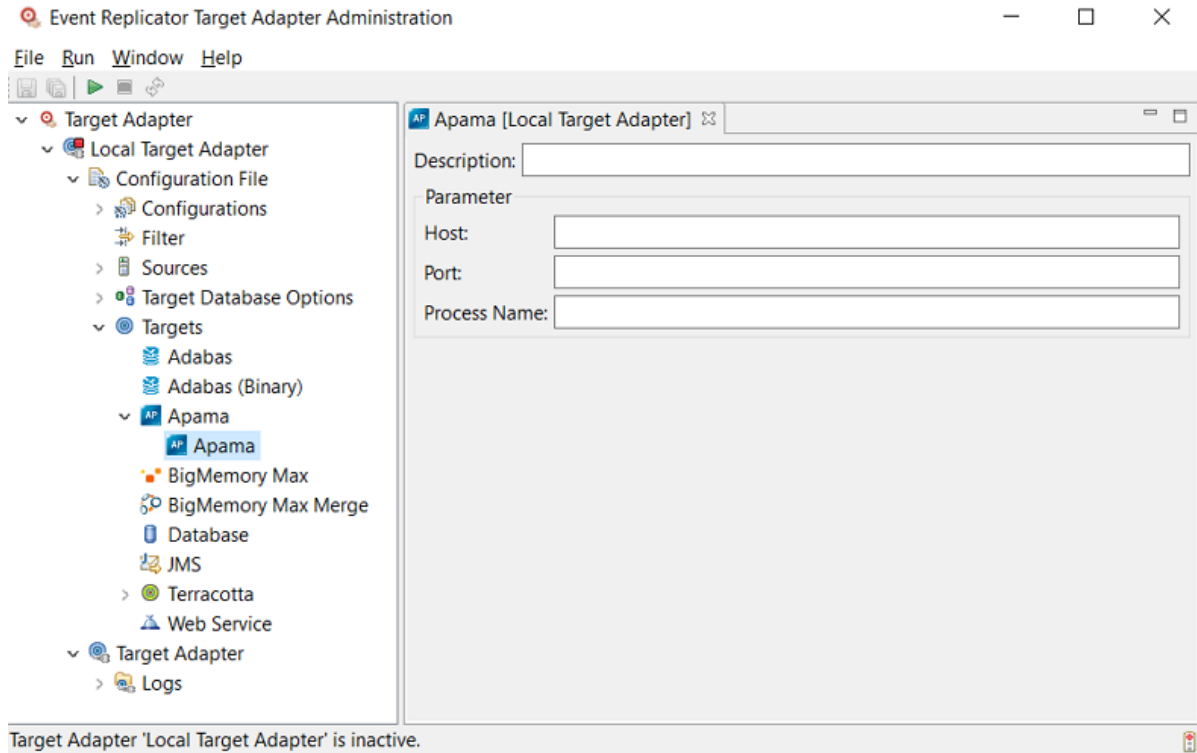 Event Replicator Target Adapter Administration
File Run Window Help
Target Adapter
Local Target Adapter
Configuration File
Configurations
Filter
Sources
Target Database Options
Targets
Adabas
Adabas (Binary)
AP Apama
AP Apama
BigMemory Max
BigMemory Max Merge
Database
JMS
Terracotta
Web Service
Target Adapter
Logs
AP Apama [Local Target Adapter]
Description:
Parameter
Host:
Port:
Process Name:
Target Adapter 'Local Target Adapter' is inactive.